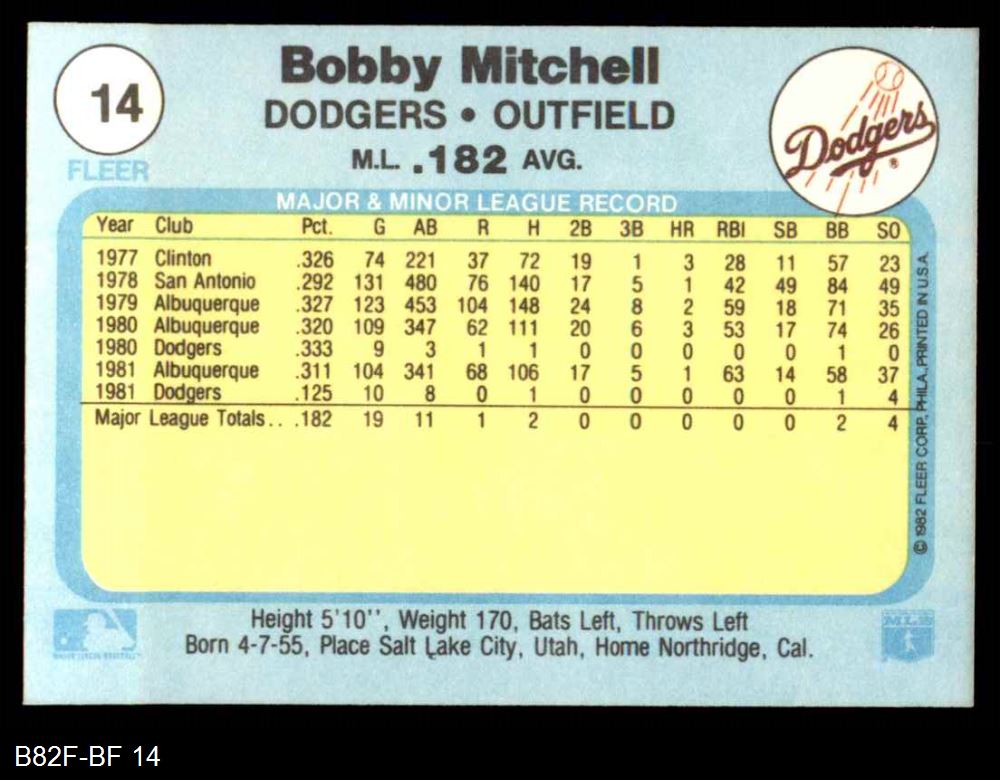 14
FLEER
Bobby Mitchell
DODGERS • OUTFIELD
M.L. .182 AVG.
Dodgers
®
MAJOR & MINOR LEAGUE RECORD
Year Club Pct. G AB R H 2B 3B HR RBI SB BB SO
1977 Clinton .326 74 221 37 72 19 1 3 28 11 57 23
1978 San Antonio .292 131 480 76 140 17 5 1 42 49 84 49
1979 Albuquerque .327 123 453 104 148 24 8 2 59 18 71 35
1980 Albuquerque .320 109 347 62 111 20 6 3 53 17 74 26
1980 Dodgers .333 9 3 1 1 0 0 0 0 0 1 0
1981 Albuquerque .311 104 341 68 106 17 5 1 63 14 58 37
1981 Dodgers .125 10 8 0 1 0 0 0 0 0 1 4
Major League Totals . . .182 19 11 1 2 0 0 0 0 0 2 4
© 1982 FLEER CORP., PHILA., PRINTED IN U.S.A.
Height 5'10'', Weight 170, Bats Left, Throws Left
Born 4-7-55, Place Salt Lake City, Utah, Home Northridge, Cal.
MAJOR LEAGUE BASEBALL
B82F-BF 14